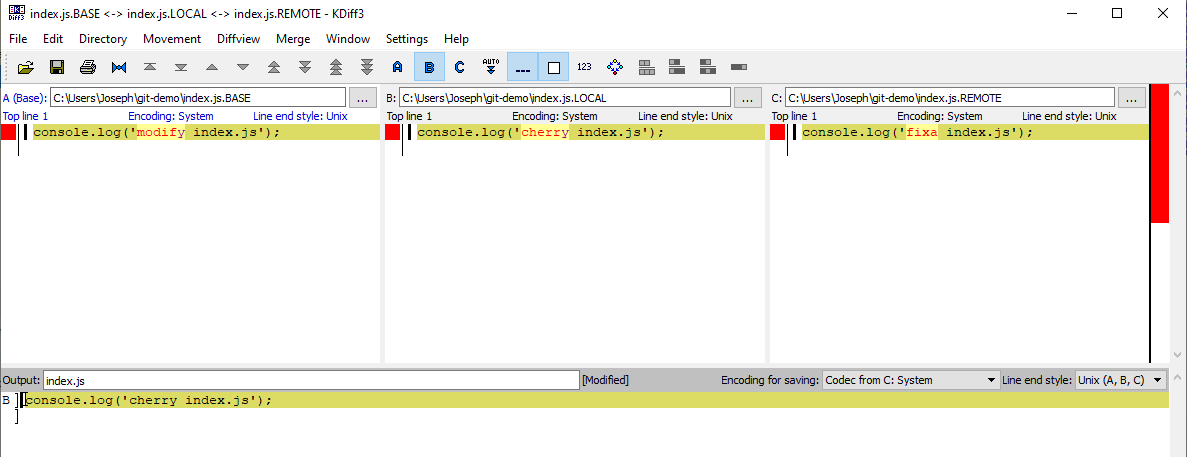 index.js.BASE <-> index.js.LOCAL <-> index.js.REMOTE - KDiff3
File Edit Directory Movement Diffview Merge Window Settings Help
A B C AUTO 123
A (Base): C:\Users\Joseph\git-demo\index.js.BASE ... B: C:\Users\Joseph\git-demo\index.js.LOCAL ... C: C:\Users\Joseph\git-demo\index.js.REMOTE ...
Top line 1 Encoding: System Line end style: Unix Top line 1 Encoding: System Line end style: Unix Top line 1 Encoding: System Line end style: Unix
console.log('modify index.js'); console.log('cherry index.js'); console.log('fixa index.js');
Output: index.js [Modified] Encoding for saving: Codec from C: System Line end style: Unix (A, B, C)
B console.log('cherry index.js');